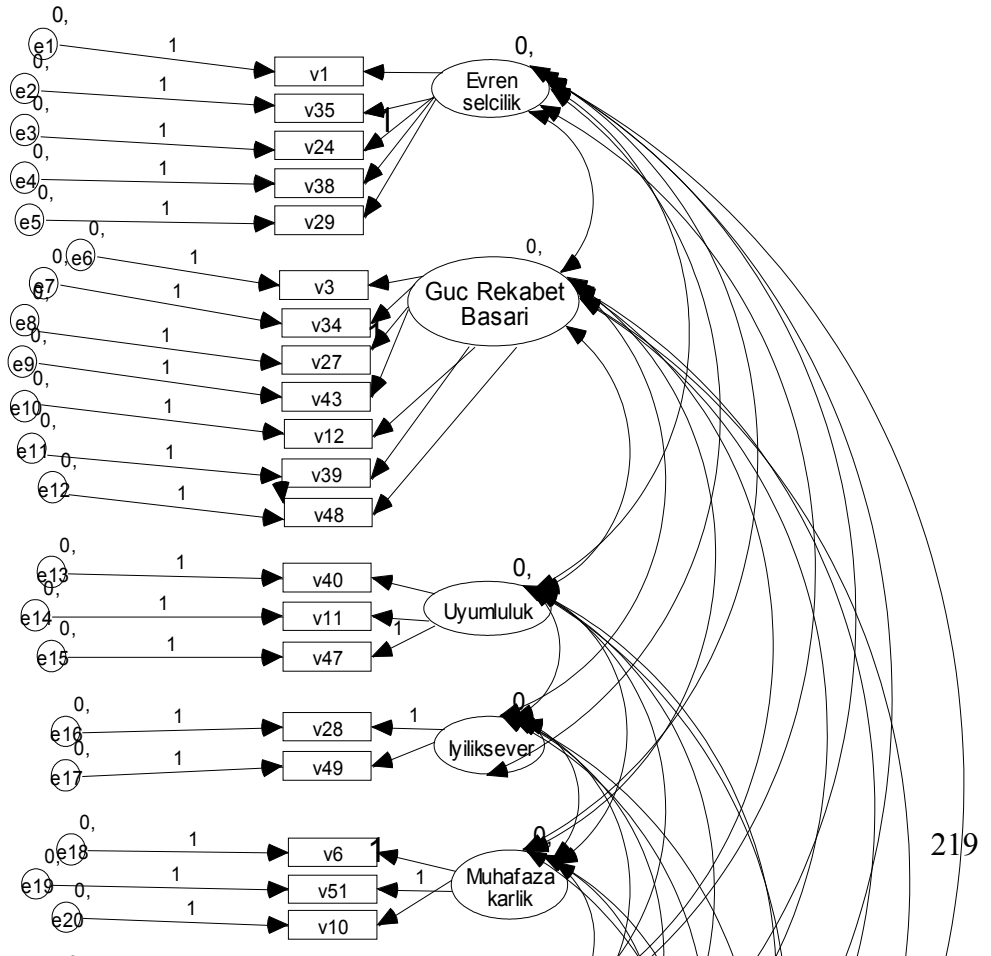 0,
e1 1 v1
0,
Evren
selcilik
0,
e2 1 v35
1
0,
e3 1 v24
0,
e4 1 v38
0,
e5 1 v29
0,
e6 1 v3
0,
Guc Rekabet
Basari
0,
e7 1 v34
0,
e8 1 v27
0,
e9 1 v43
0,
e10 1 v12
0,
e11 1 v39
0,
e12 1 v48
0,
e13 1 v40
0,
Uyumluluk
0,
e14 1 v11
1
0,
e15 1 v47
0,
e16 1 v28 1
0,
Iyiliksever
0,
e17 1 v49
0,
e18 1 v6 1
0,
Muhafaza
karlik
0,
e19 1 v51 1
0,
e20 1 v10
219